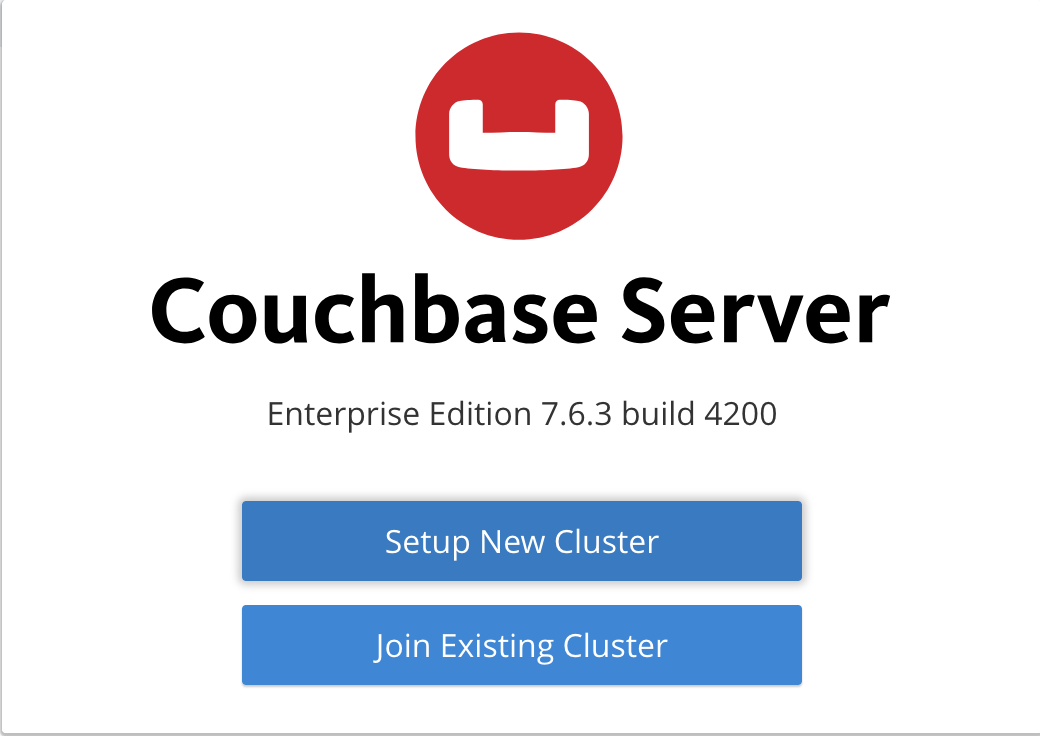 Couchbase Server
Enterprise Edition 7.6.3 build 4200
Setup New Cluster
Join Existing Cluster